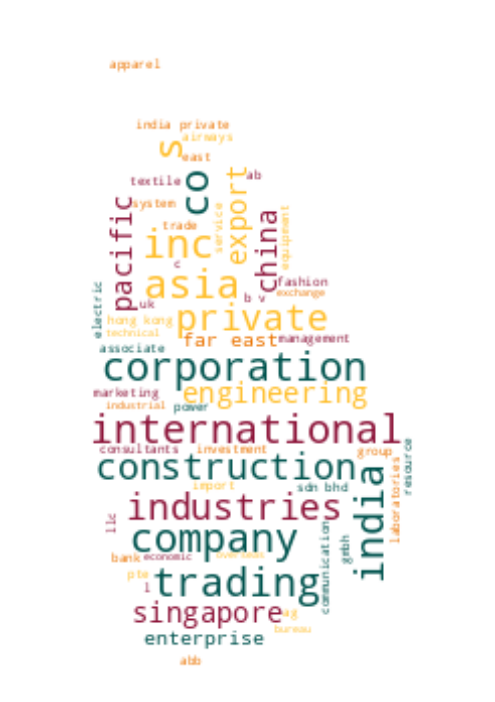 apparel
india private
airways
s
east
ab
textile
co
export
system
pacific
trade
service
china
equipment
inc
c
asia
fashion
exchange
electric
uk
b v
private
hong kong
technical
far east
management
associate
corporation
marketing
engineering
industrial
power
international
consultants
investment
group
resource
construction
laboratories
india
import
sdn bhd
industries
llc
company
communication
gmbh
bank
economic
overseas
pte
l
trading
singapore
ag
bureau
enterprise
abb